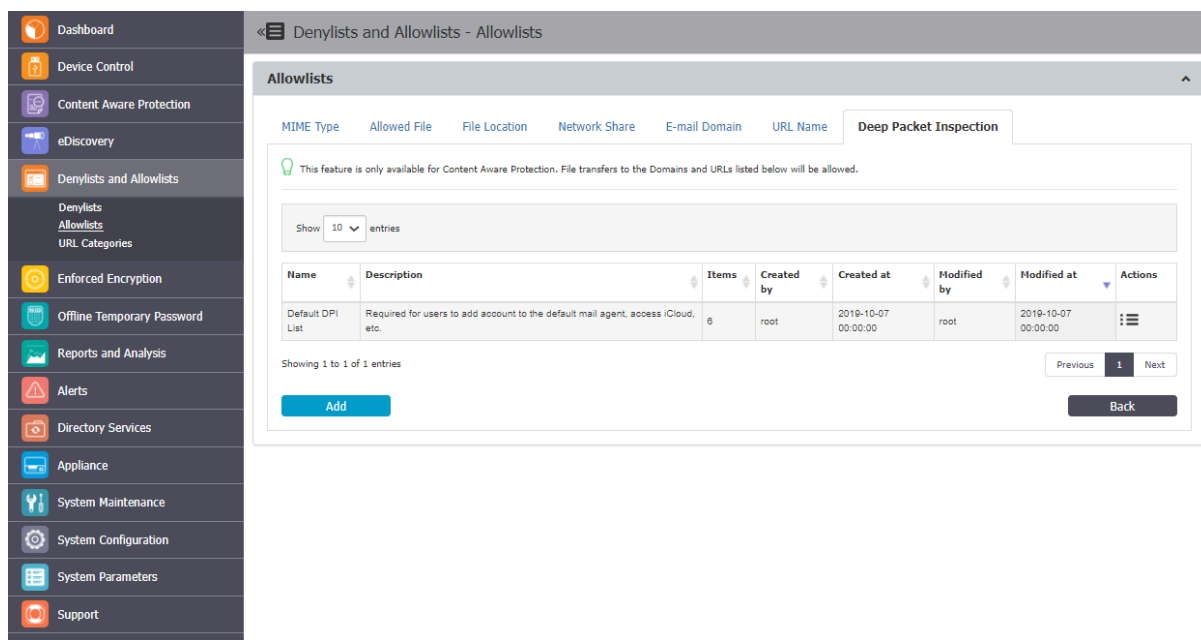 Dashboard
Device Control
Content Aware Protection
eDiscovery
Denylists and Allowlists
Denylists
Allowlists
URL Categories
Enforced Encryption
Offline Temporary Password
Reports and Analysis
Alerts
Directory Services
Appliance
System Maintenance
System Configuration
System Parameters
Support
Denylists and Allowlists - Allowlists
Allowlists
MIME Type Allowed File File Location Network Share E-mail Domain URL Name Deep Packet Inspection
This feature is only available for Content Aware Protection. File transfers to the Domains and URLs listed below will be allowed.
Show 10 entries
Name Description Items Created by Created at Modified by Modified at Actions
Default DPI List Required for users to add account to the default mail agent, access iCloud, etc. 6 root 2019-10-07 00:00:00 root 2019-10-07 00:00:00
Showing 1 to 1 of 1 entries
Previous 1 Next
Add Back